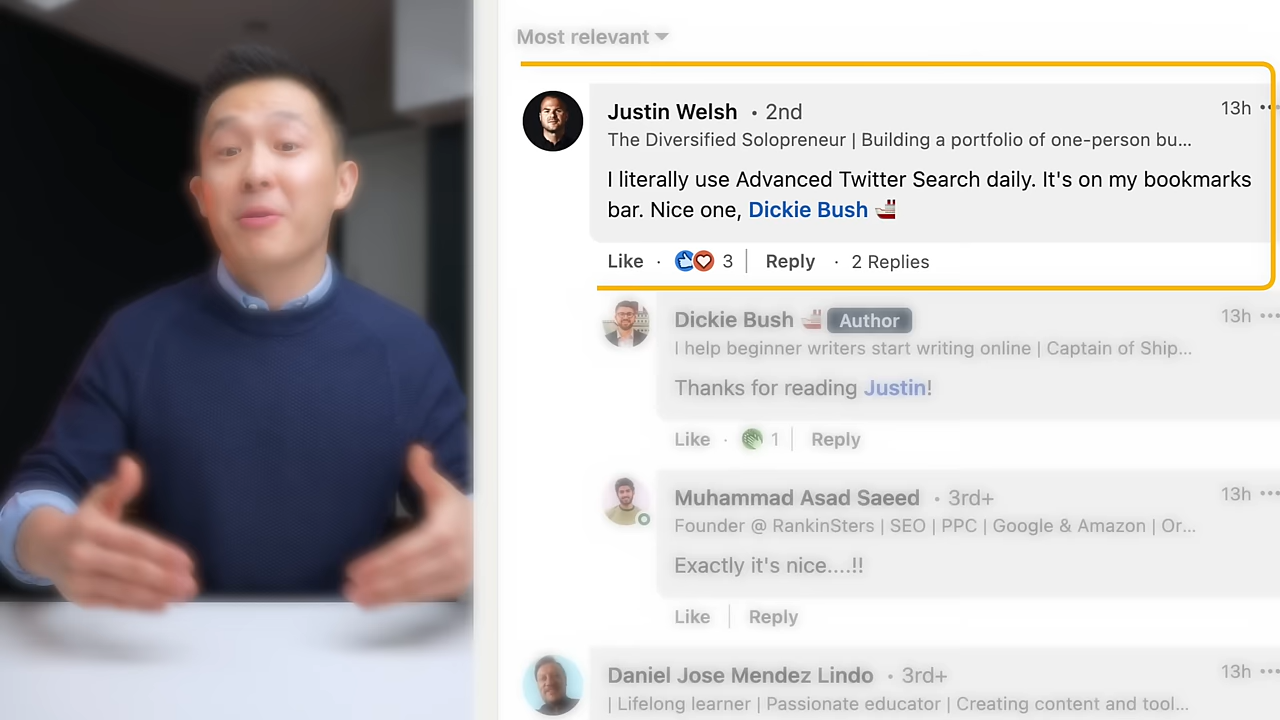 Most relevant
Justin Welsh • 2nd
13h
The Diversified Solopreneur | Building a portfolio of one-person bu...
I literally use Advanced Twitter Search daily. It's on my bookmarks
bar. Nice one, Dickie Bush 🚢
Like · 3 | Reply · 2 Replies
Dickie Bush 🚢 Author
13h
I help beginner writers start writing online | Captain of Ship...
Thanks for reading Justin!
Like · 1 | Reply
Muhammad Asad Saeed • 3rd+
13h
Founder @ RankinSters | SEO | PPC | Google & Amazon | Or...
Exactly it's nice....!!
Like | Reply
Daniel Jose Mendez Lindo • 3rd+
13h
| Lifelong learner | Passionate educator | Creating content and tool...